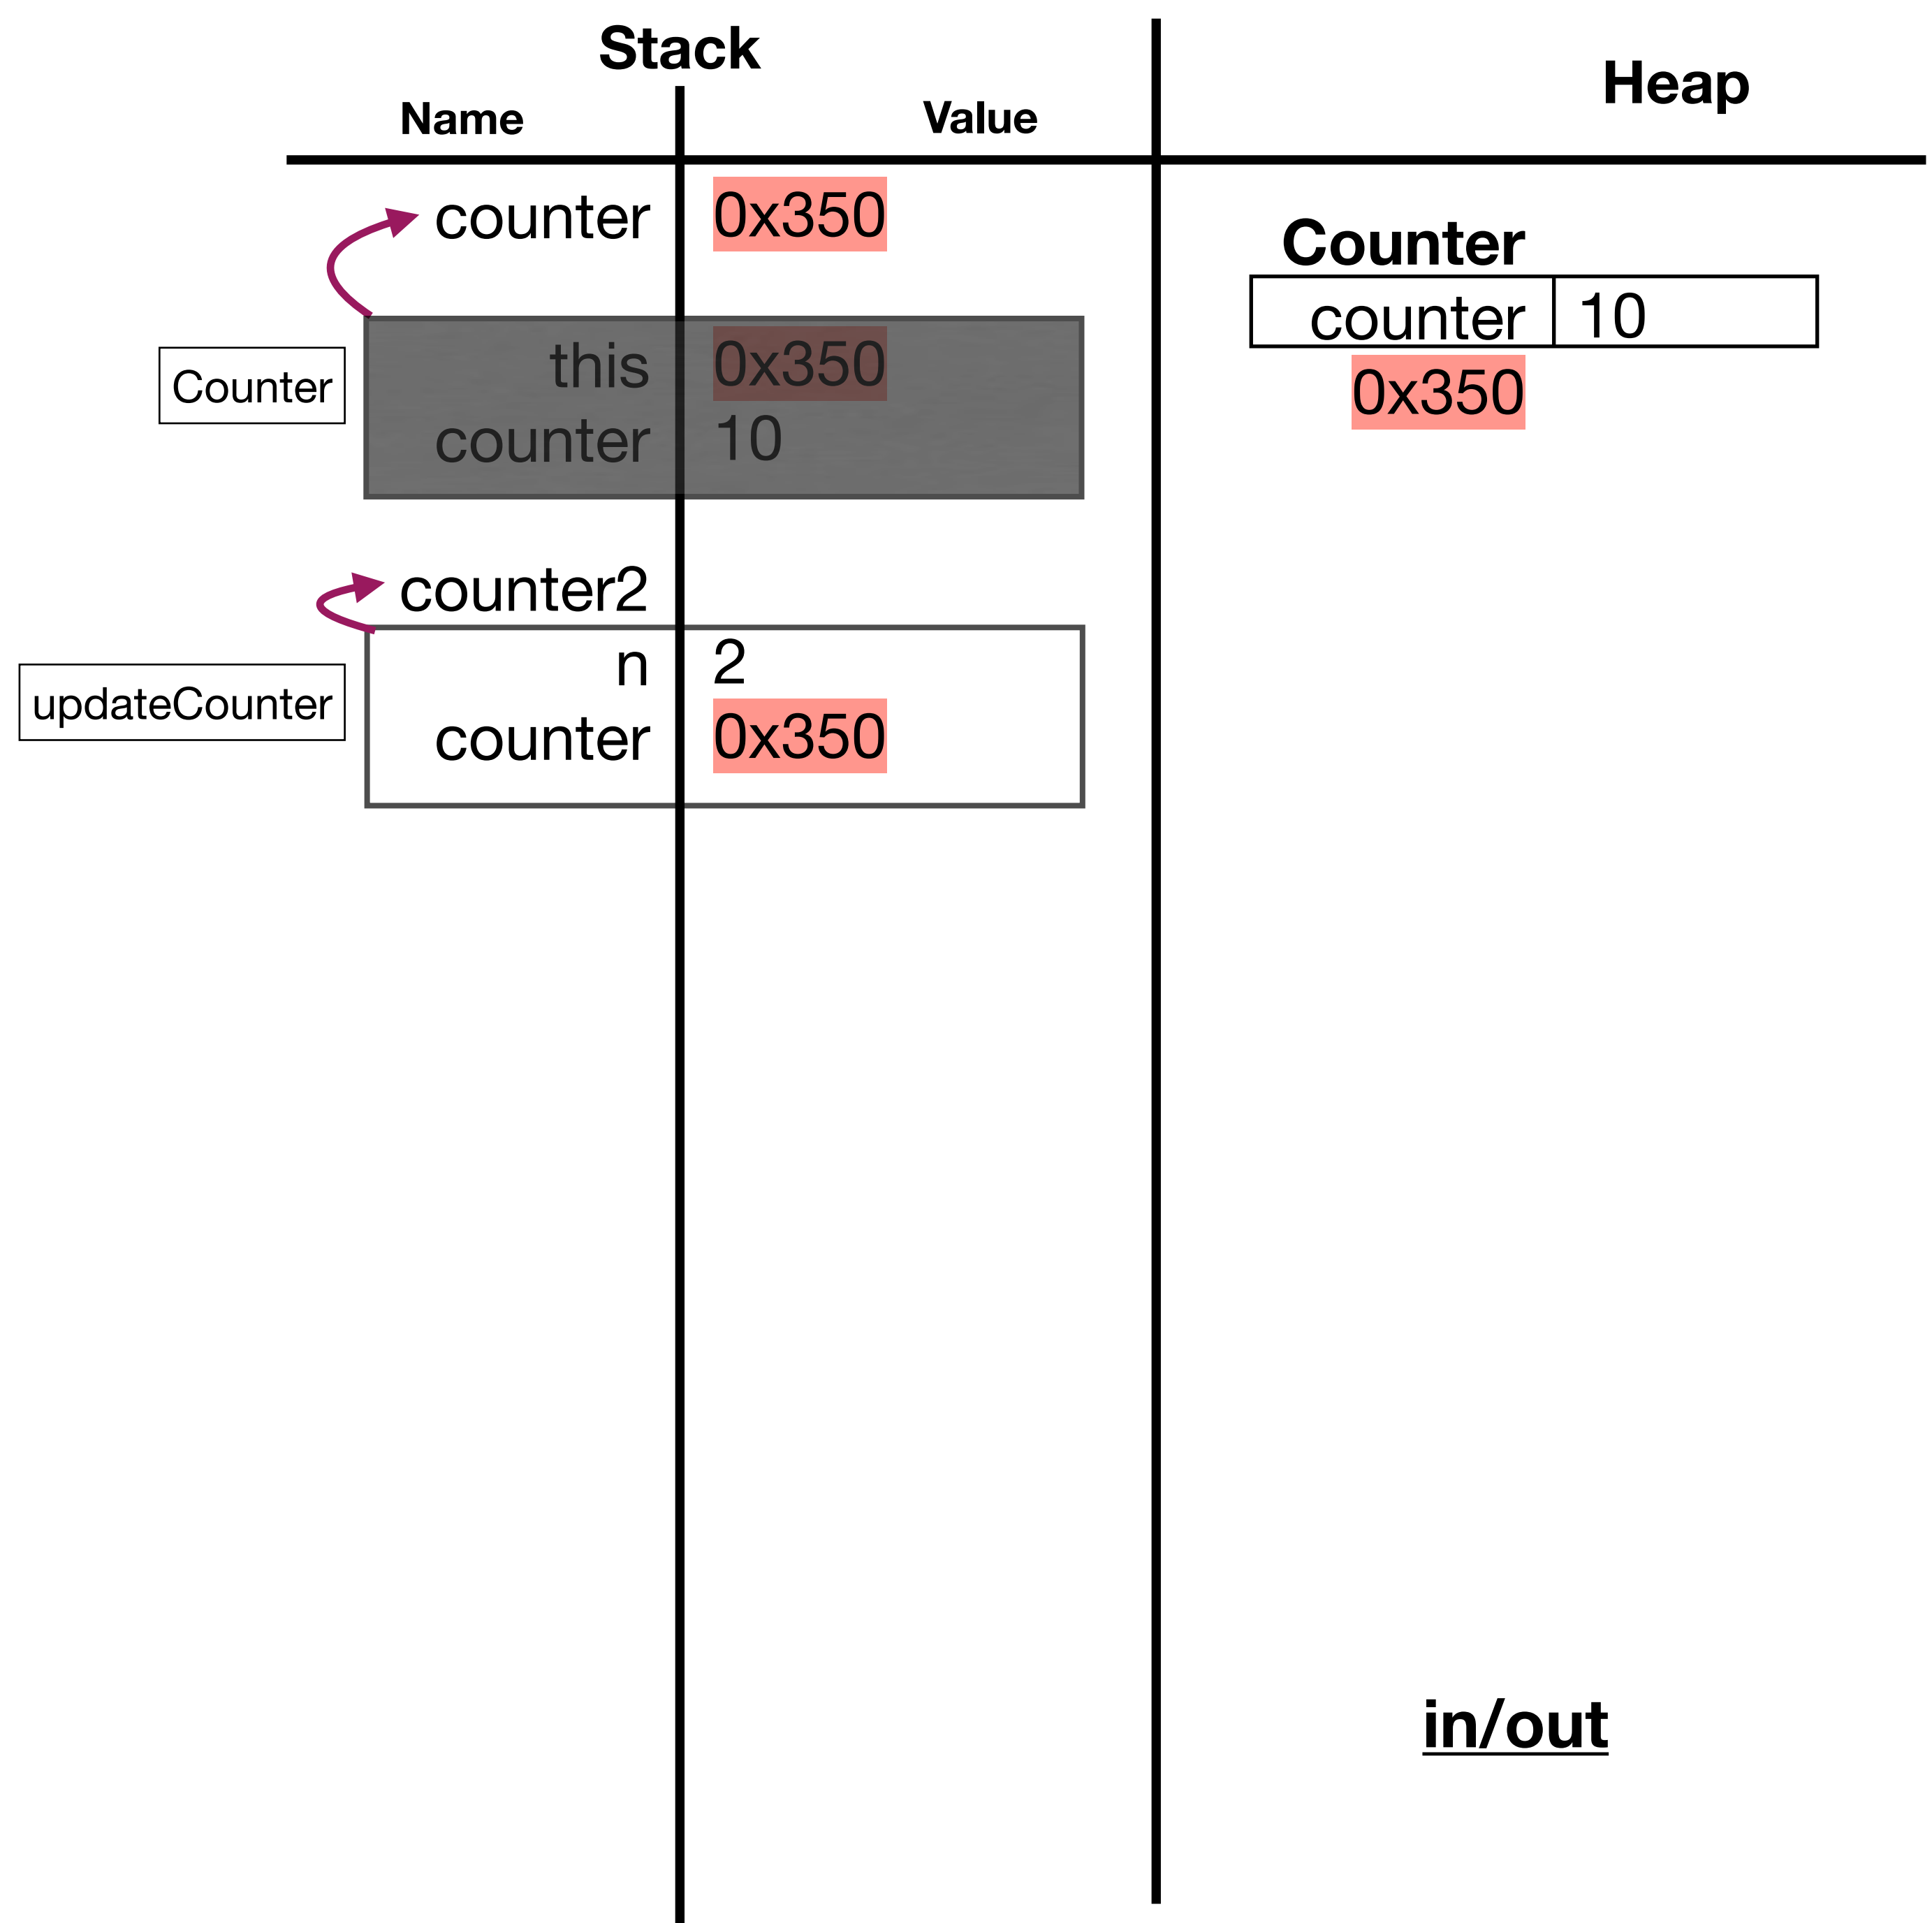 Stack
Heap
Name Value
counter 0x350
Counter
counter 10
0x350
Counter
this 0x350
counter 10
counter2
updateCounter
n 2
counter 0x350
in/out